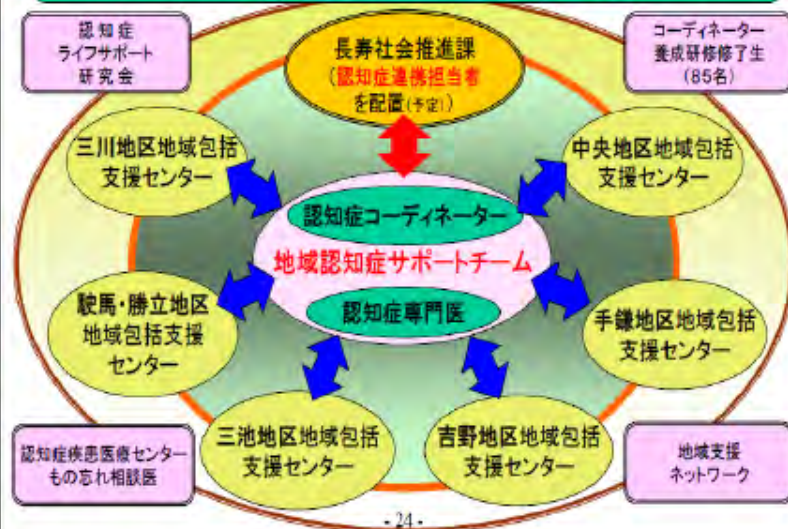 認知症
ライフサポート
研究会
長寿社会推進課
(認知症連携担当者
を配置(予定))
コーディネーター
養成研修修了生
(85名)
三川地区地域包括
支援センター
中央地区地域包括
支援センター
認知症コーディネーター
地域認知症サポートチーム
認知症専門医
駛馬・勝立地区
地域包括支援
センター
手鎌地区地域包括
支援センター
三池地区地域包括
支援センター
吉野地区地域包括
支援センター
認知症疾患医療センター
もの忘れ相談医
地域支援
ネットワーク
- 24 -